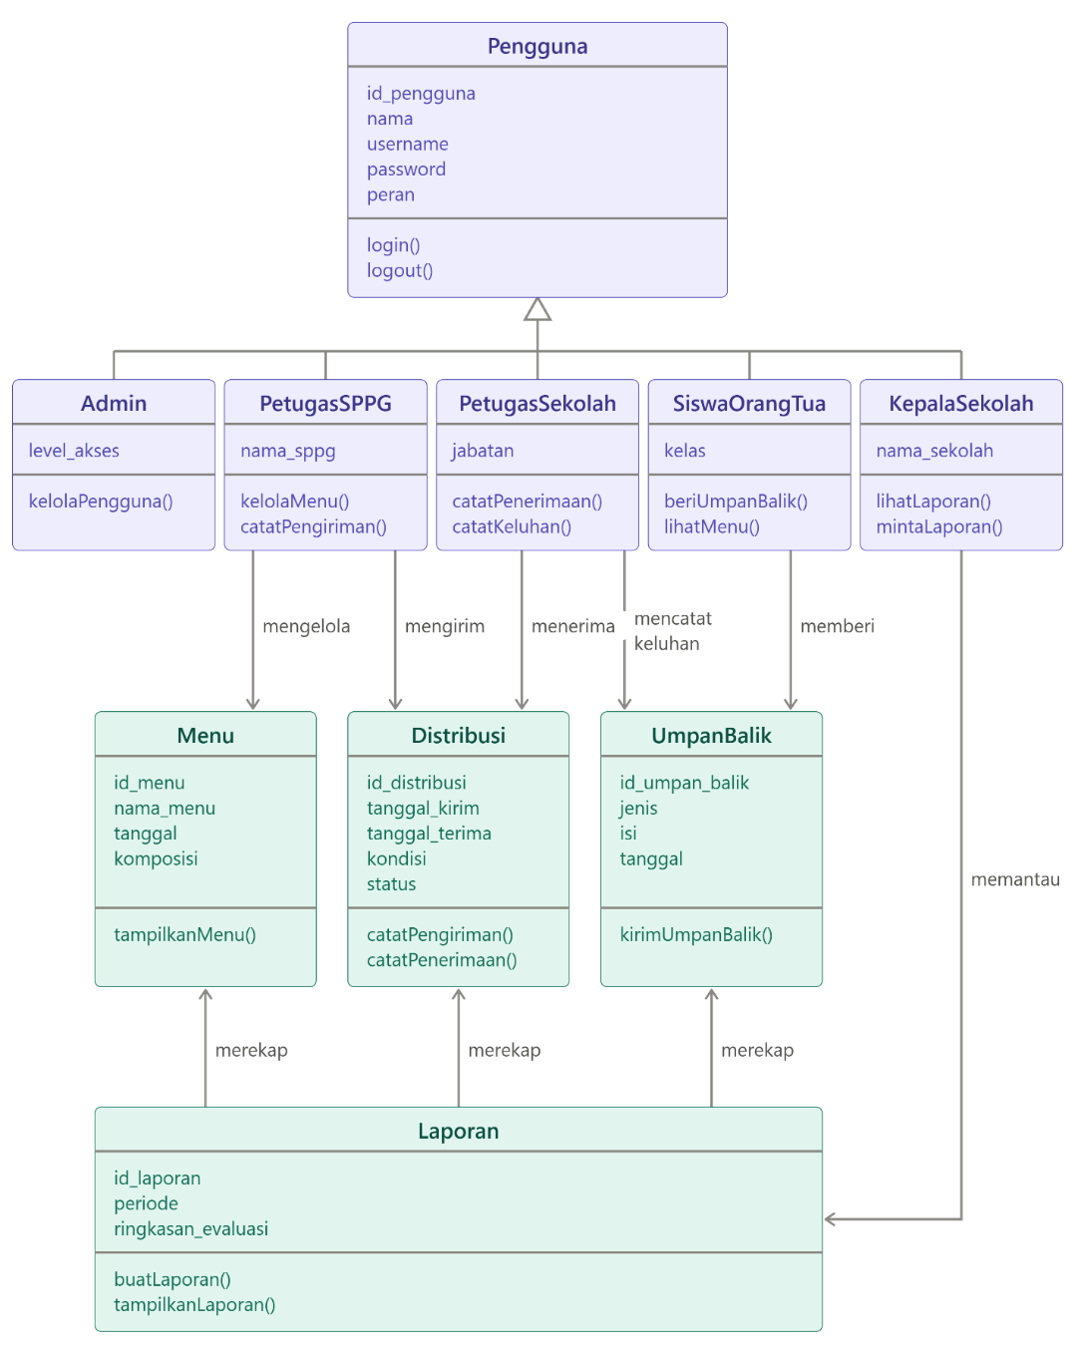 Pengguna
id_pengguna
nama
username
password
peran
login()
logout()
Admin
level_akses
kelolaPengguna()
PetugasSPPG
nama_sppg
kelolaMenu()
catatPengiriman()
PetugasSekolah
jabatan
catatPenerimaan()
catatKeluhan()
SiswaOrangTua
kelas
beriUmpanBalik()
lihatMenu()
KepalaSekolah
nama_sekolah
lihatLaporan()
mintaLaporan()
mengelola
mengirim
menerima
mencatat
keluhan
memberi
Menu
id_menu
nama_menu
tanggal
komposisi
tampilkanMenu()
Distribusi
id_distribusi
tanggal_kirim
tanggal_terima
kondisi
status
catatPengiriman()
catatPenerimaan()
UmpanBalik
id_umpan_balik
jenis
isi
tanggal
kirimUmpanBalik()
memantau
merekap
merekap
merekap
Laporan
id_laporan
periode
ringkasan_evaluasi
buatLaporan()
tampilkanLaporan()